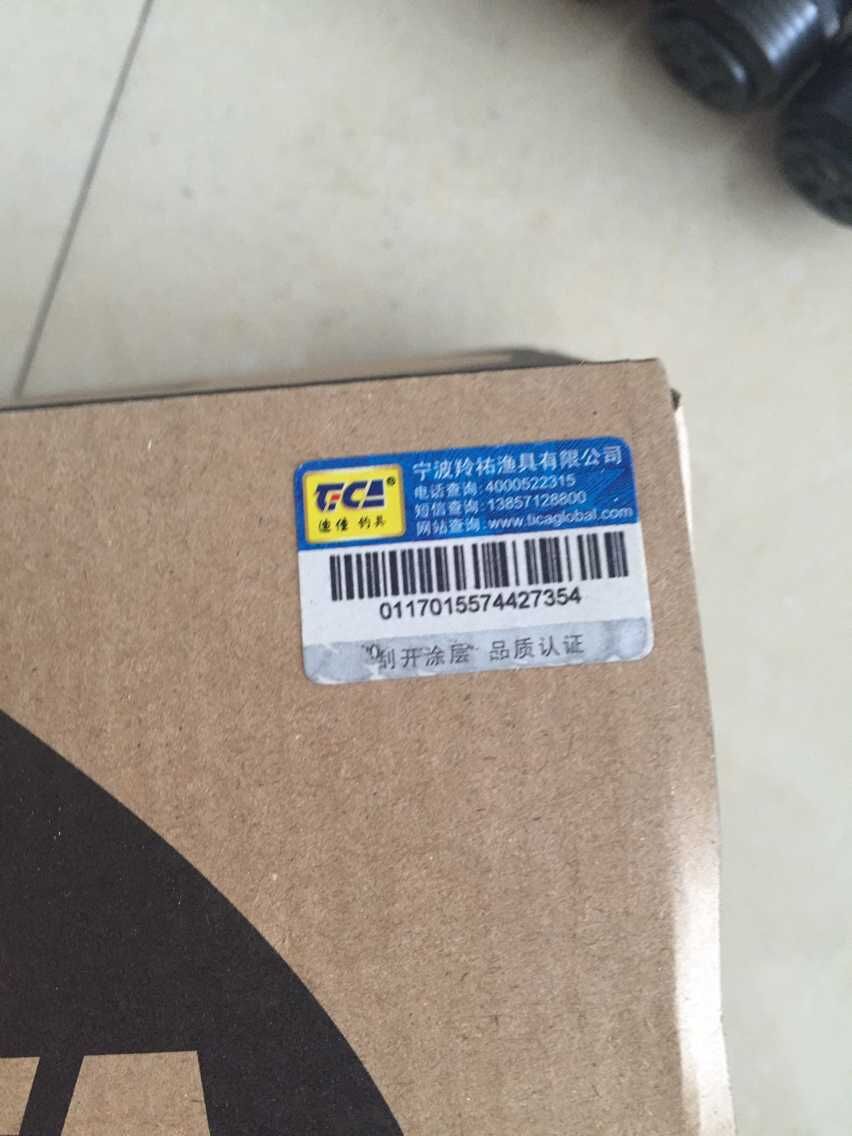 TICA®
迪佳 钓具
宁波羚祐渔具有限公司
电话查询:4000522315
短信查询:13857128800
网站查询:www.ticaglobal.com
0117015574427354
刮开涂层 品质认证